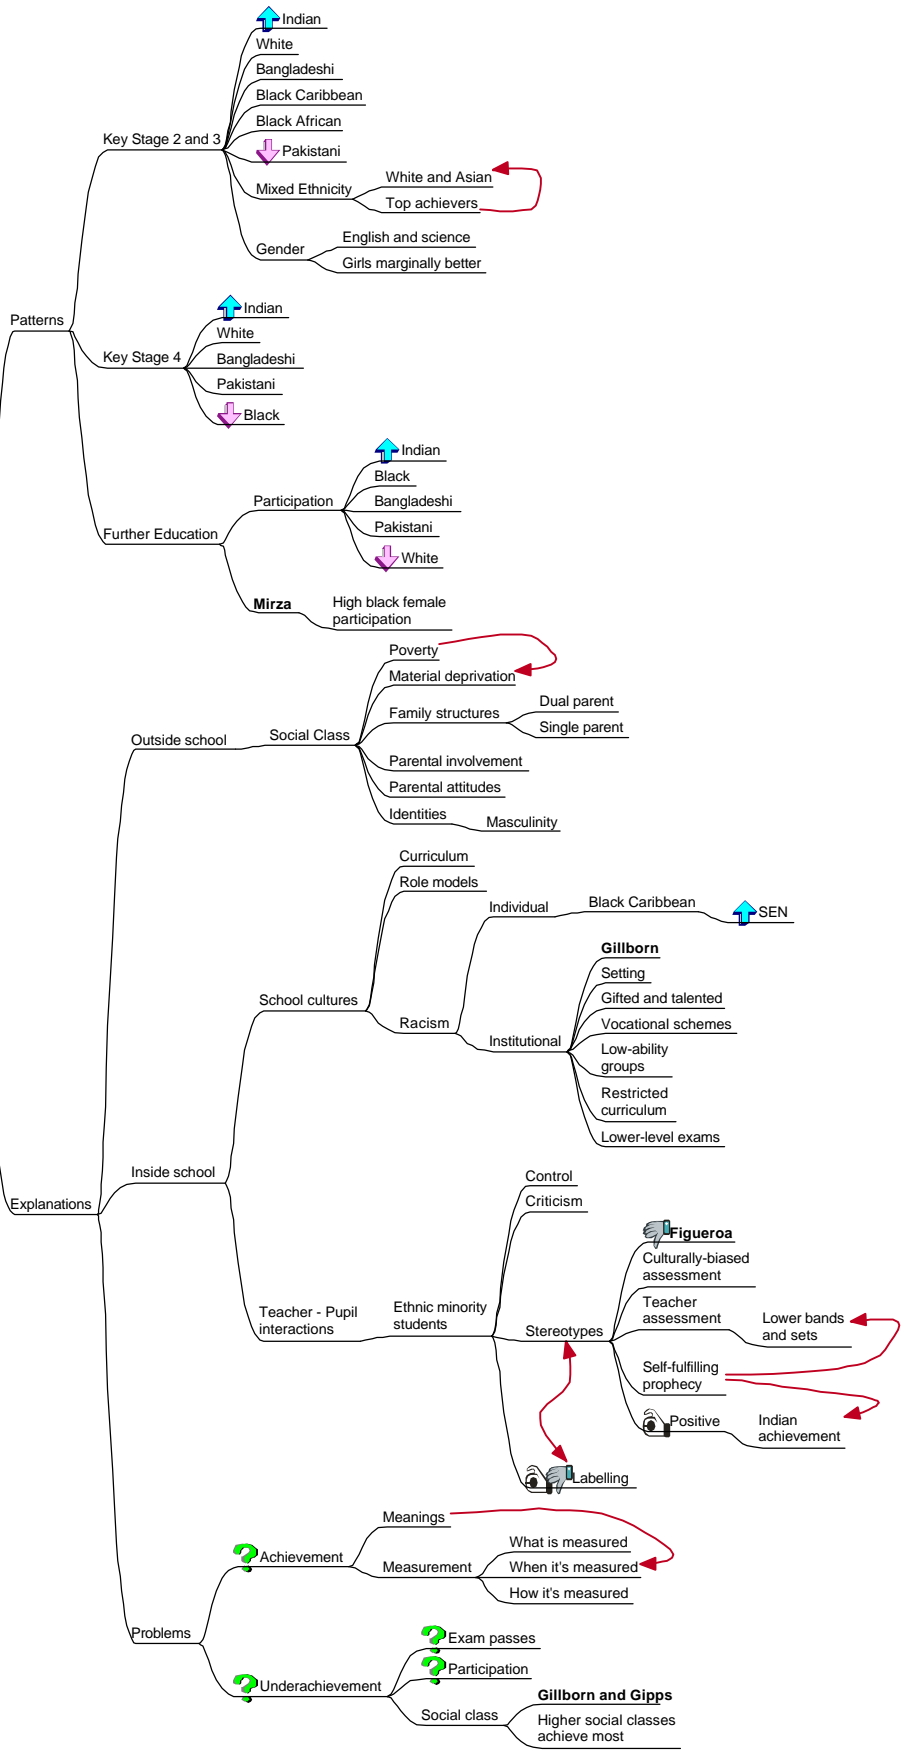 Indian
White
Bangladeshi
Black Caribbean
Black African
Key Stage 2 and 3
Pakistani
Mixed Ethnicity
White and Asian
Top achievers
Gender
English and science
Girls marginally better
Patterns
Indian
White
Key Stage 4
Bangladeshi
Pakistani
Black
Indian
Black
Participation
Bangladeshi
Pakistani
Further Education
White
Mirza
High black female
participation
Poverty
Material deprivation
Family structures
Dual parent
Single parent
Outside school
Social Class
Parental involvement
Parental attitudes
Identities
Masculinity
Curriculum
Role models
Individual
Black Caribbean
SEN
School cultures
Racism
Institutional
Gillborn
Setting
Gifted and talented
Vocational schemes
Low-ability
groups
Restricted
curriculum
Lower-level exams
Explanations
Inside school
Control
Criticism
Teacher - Pupil
interactions
Ethnic minority
students
Stereotypes
Figueroa
Culturally-biased
assessment
Teacher
assessment
Lower bands
and sets
Self-fulfilling
prophecy
Positive
Indian
achievement
Labelling
Meanings
Achievement
Measurement
What is measured
When it's measured
How it's measured
Problems
Exam passes
Participation
Underachievement
Social class
Gillborn and Gipps
Higher social classes
achieve most